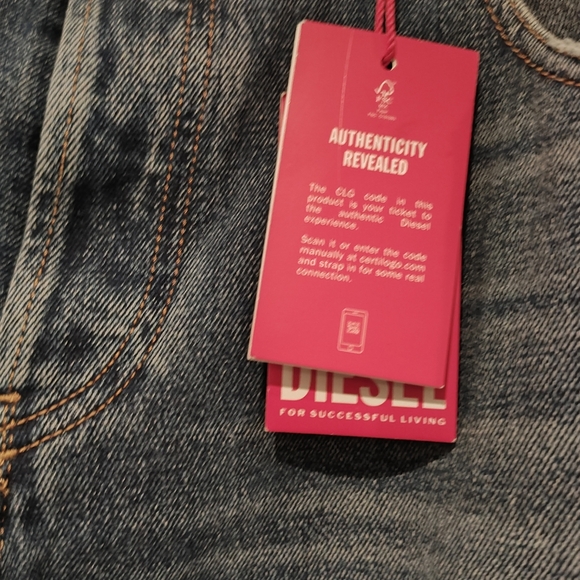 FSC
AUTHENTICITY
REVEALED
The CLG code in this
product is your ticket to
the authentic Diesel
experience.
Scan it or enter the code
manually at certilogo.com
and strap in for some real
connection.
DIESEL
FOR SUCCESSFUL LIVING